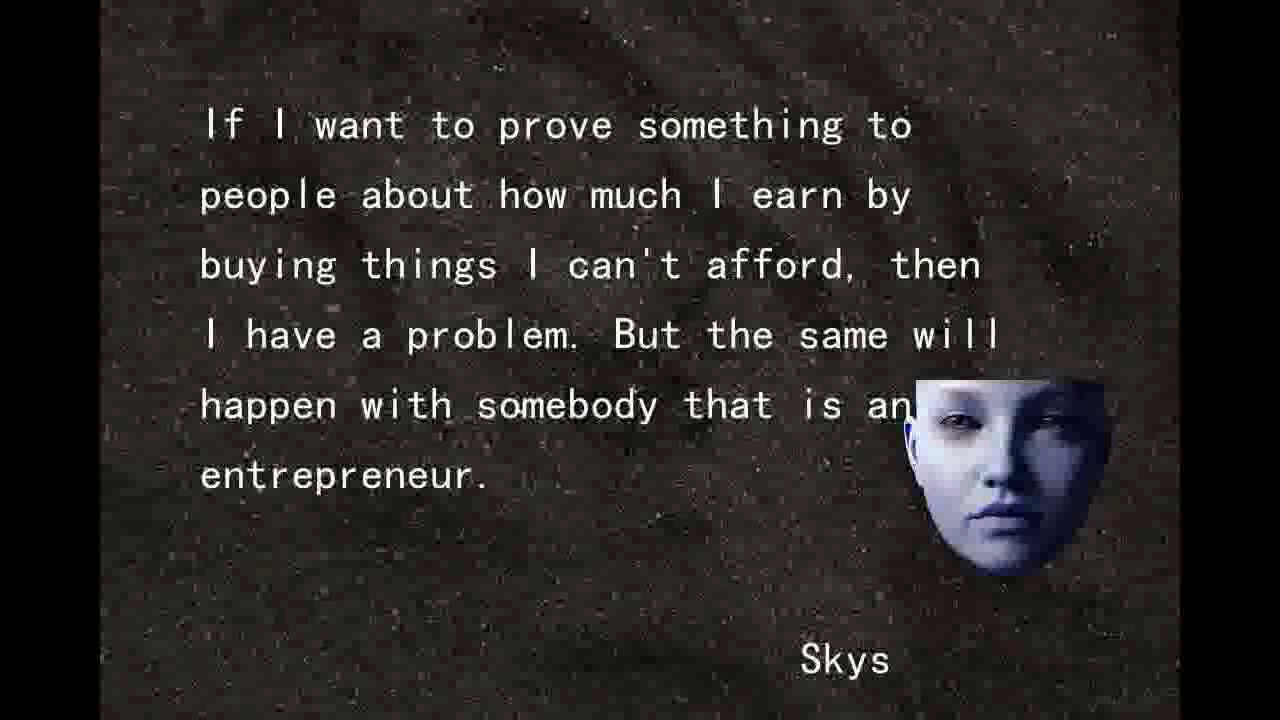 If I want to prove something to
people about how much I earn by
buying things I can't afford, then
I have a problem. But the same will
happen with somebody that is an
entrepreneur.
Skys